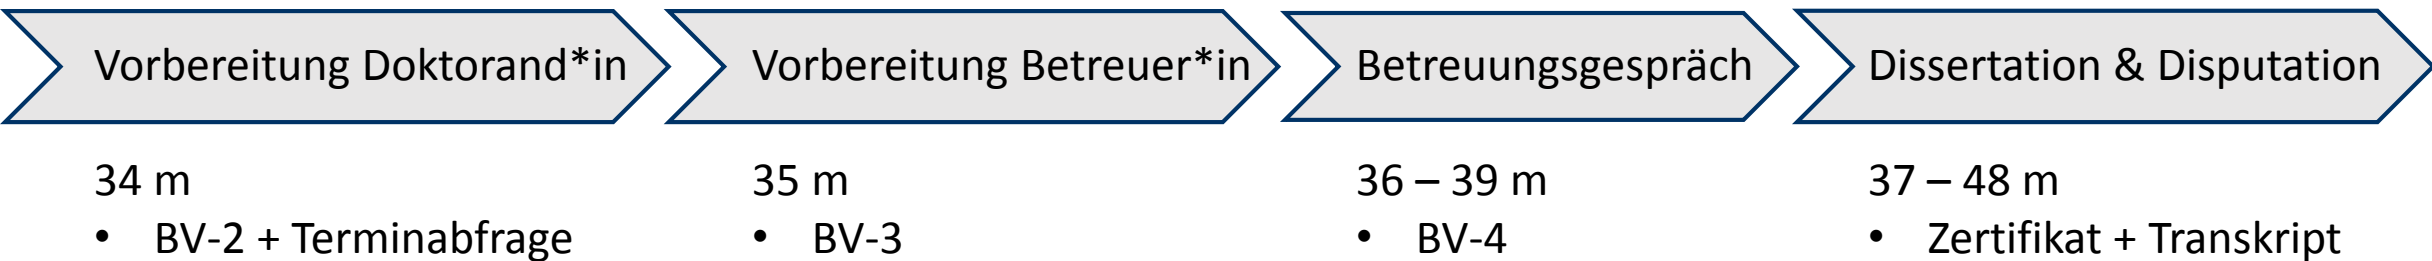 Vorbereitung Doktorand*in
Vorbereitung Betreuer*in
Betreuungsgespräch
Dissertation & Disputation
34 m
• BV-2 + Terminabfrage
35 m
• BV-3
36 – 39 m
• BV-4
37 – 48 m
• Zertifikat + Transkript